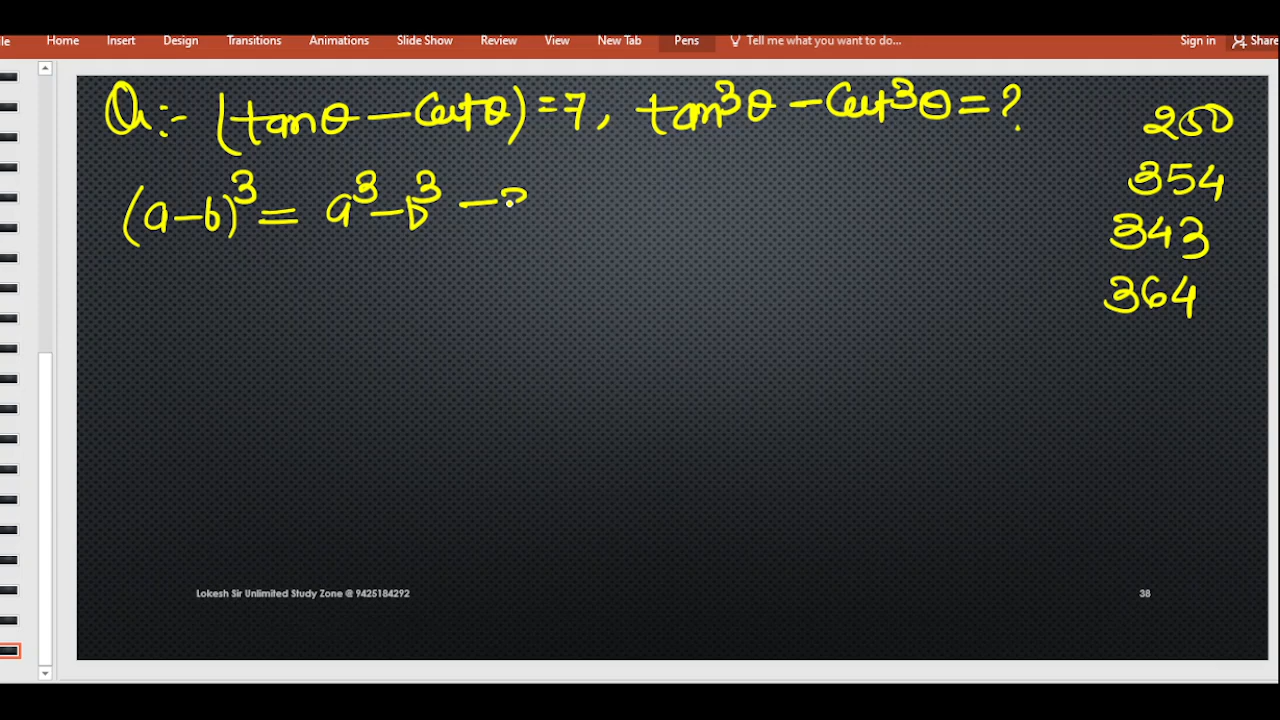 Home Insert Design Transitions Animations Slide Show Review View New Tab Pens Tell me what you want to do... Sign in Share
Q:- (tanθ - cotθ) = 7, tan³θ - cot³θ = ?
(a-b)³ = a³ - b³ -
250
354
343
364
Lokesh Sir Unlimited Study Zone @ 9425184292
38